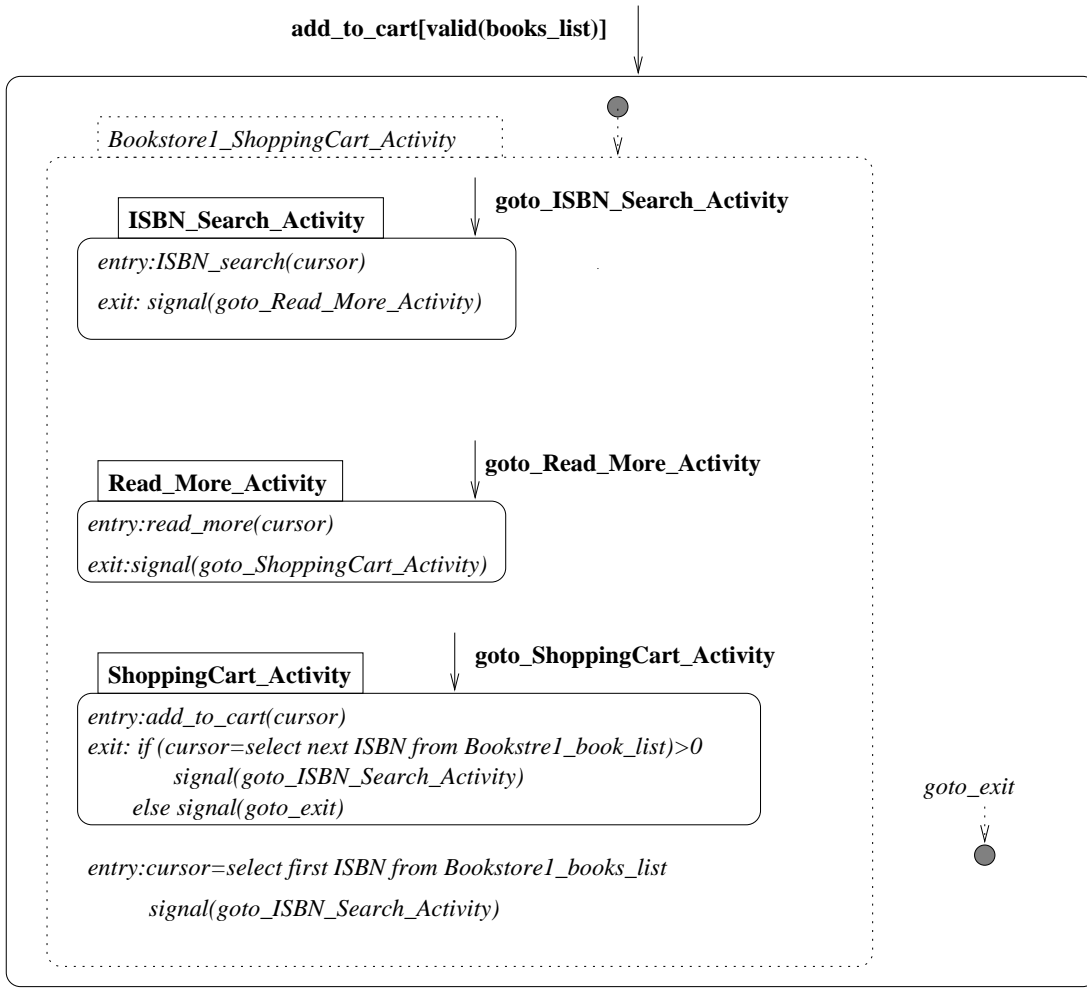 add_to_cart[valid(books_list)]
Bookstore1_ShoppingCart_Activity
goto_ISBN_Search_Activity
ISBN_Search_Activity
entry:ISBN_search(cursor)
exit: signal(goto_Read_More_Activity)
goto_Read_More_Activity
Read_More_Activity
entry:read_more(cursor)
exit:signal(goto_ShoppingCart_Activity)
goto_ShoppingCart_Activity
ShoppingCart_Activity
entry:add_to_cart(cursor)
exit: if (cursor=select next ISBN from Bookstre1_book_list)>0
signal(goto_ISBN_Search_Activity)
else signal(goto_exit)
goto_exit
entry:cursor=select first ISBN from Bookstore1_books_list
signal(goto_ISBN_Search_Activity)